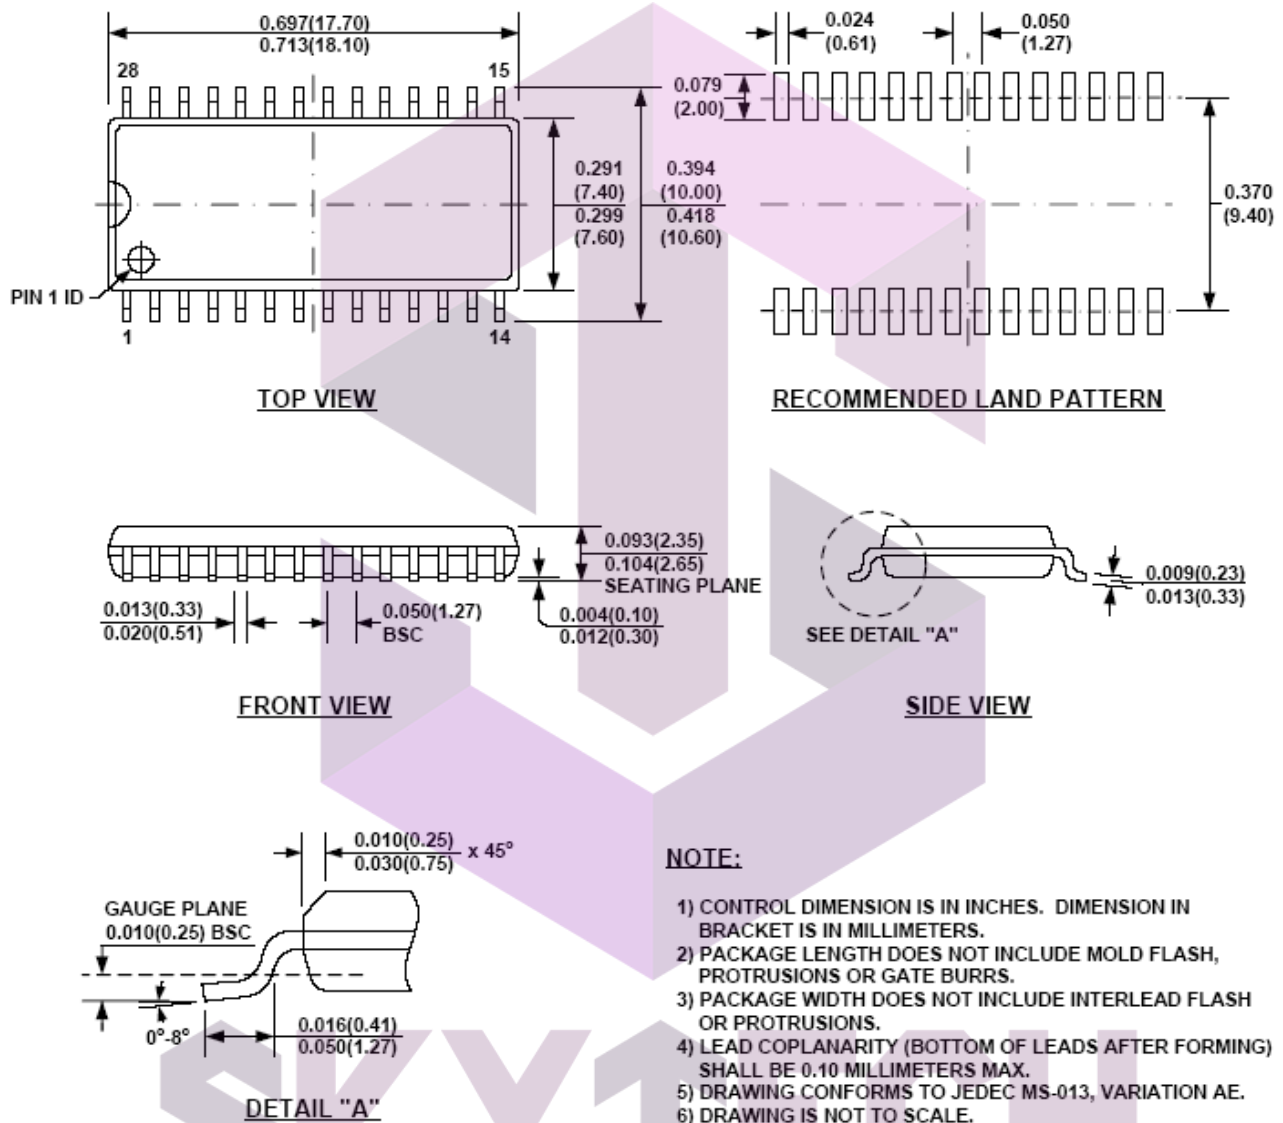 0.697(17.70)
0.713(18.10)
28
15
0.291
(7.40)
0.299
(7.60)
0.394
(10.00)
0.418
(10.60)
PIN 1 ID
1
14
TOP VIEW
0.024
(0.61)
0.050
(1.27)
0.079
(2.00)
0.370
(9.40)
RECOMMENDED LAND PATTERN
0.093(2.35)
0.104(2.65)
SEATING PLANE
0.013(0.33)
0.020(0.51)
0.050(1.27)
BSC
0.004(0.10)
0.012(0.30)
FRONT VIEW
0.009(0.23)
0.013(0.33)
SEE DETAIL "A"
SIDE VIEW
0.010(0.25)
0.030(0.75)
x 45°
GAUGE PLANE
0.010(0.25) BSC
0°-8°
0.016(0.41)
0.050(1.27)
DETAIL "A"
NOTE:
1) CONTROL DIMENSION IS IN INCHES. DIMENSION IN
BRACKET IS IN MILLIMETERS.
2) PACKAGE LENGTH DOES NOT INCLUDE MOLD FLASH,
PROTRUSIONS OR GATE BURRS.
3) PACKAGE WIDTH DOES NOT INCLUDE INTERLEAD FLASH
OR PROTRUSIONS.
4) LEAD COPLANARITY (BOTTOM OF LEADS AFTER FORMING)
SHALL BE 0.10 MILLIMETERS MAX.
5) DRAWING CONFORMS TO JEDEC MS-013, VARIATION AE.
6) DRAWING IS NOT TO SCALE.